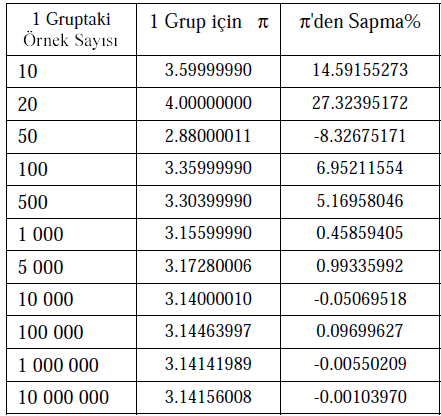 1 Gruptaki
Örnek Sayısı
1 Grup için π
π'den Sapma%
10 3.59999990 14.59155273
20 4.00000000 27.32395172
50 2.88000011 -8.32675171
100 3.35999990 6.95211554
500 3.30399990 5.16958046
1 000 3.15599990 0.45859405
5 000 3.17280006 0.99335992
10 000 3.14000010 -0.05069518
100 000 3.14463997 0.09699627
1 000 000 3.14141989 -0.00550209
10 000 000 3.14156008 -0.00103970